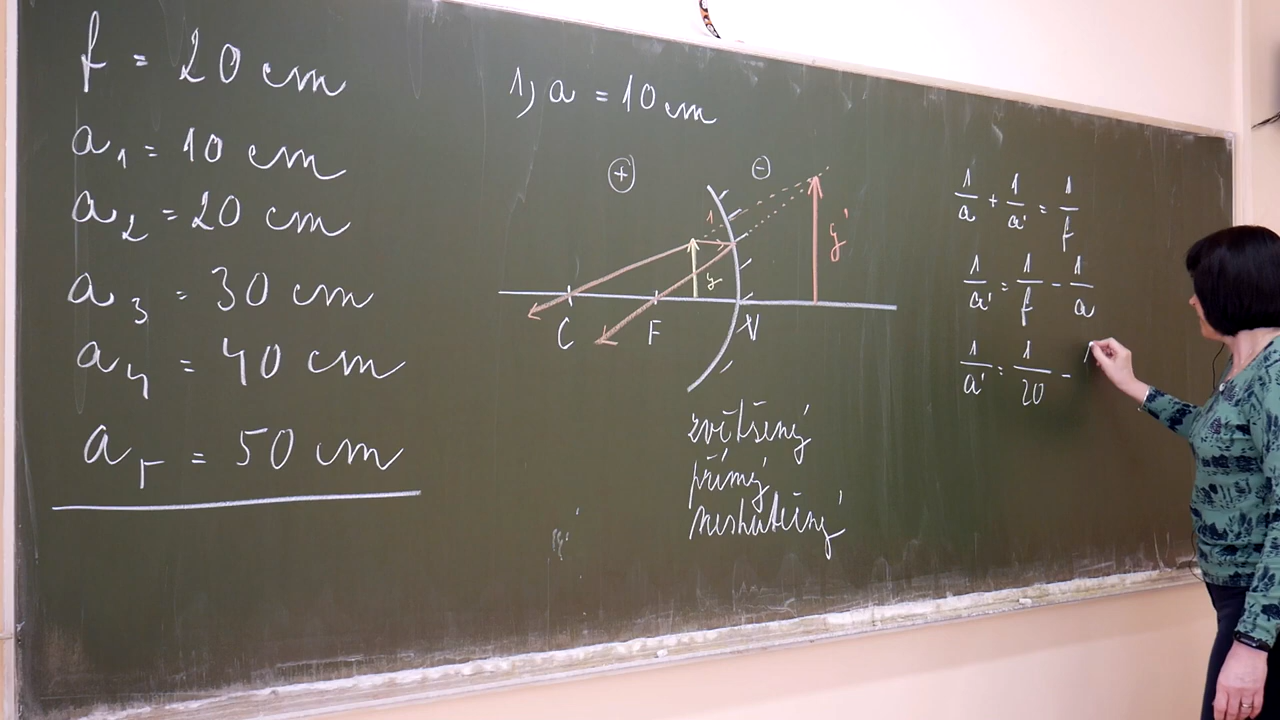 f = 20 cm
a₁ = 10 cm
a₂ = 20 cm
a₃ = 30 cm
a₄ = 40 cm
a₅ = 50 cm
1) a = 10 cm
+ -
1
y y'
C F V
zvětšený
přímý
neskutečný
1/a + 1/a' = 1/f
1/a' = 1/f - 1/a
1/a' = 1/20 -